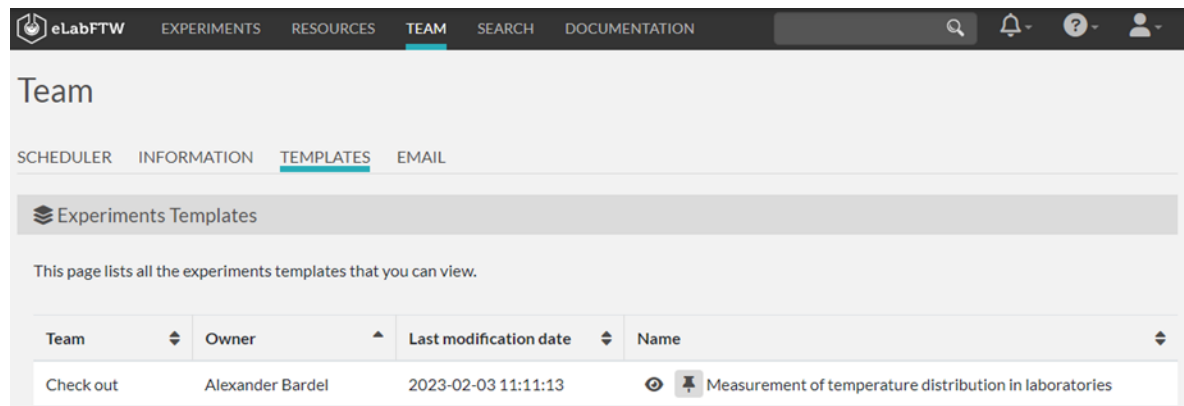 eLabFTW EXPERIMENTS RESOURCES TEAM SEARCH DOCUMENTATION
Team
SCHEDULER INFORMATION TEMPLATES EMAIL
Experiments Templates
This page lists all the experiments templates that you can view.
Team Owner Last modification date Name
Check out Alexander Bardel 2023-02-03 11:11:13 Measurement of temperature distribution in laboratories